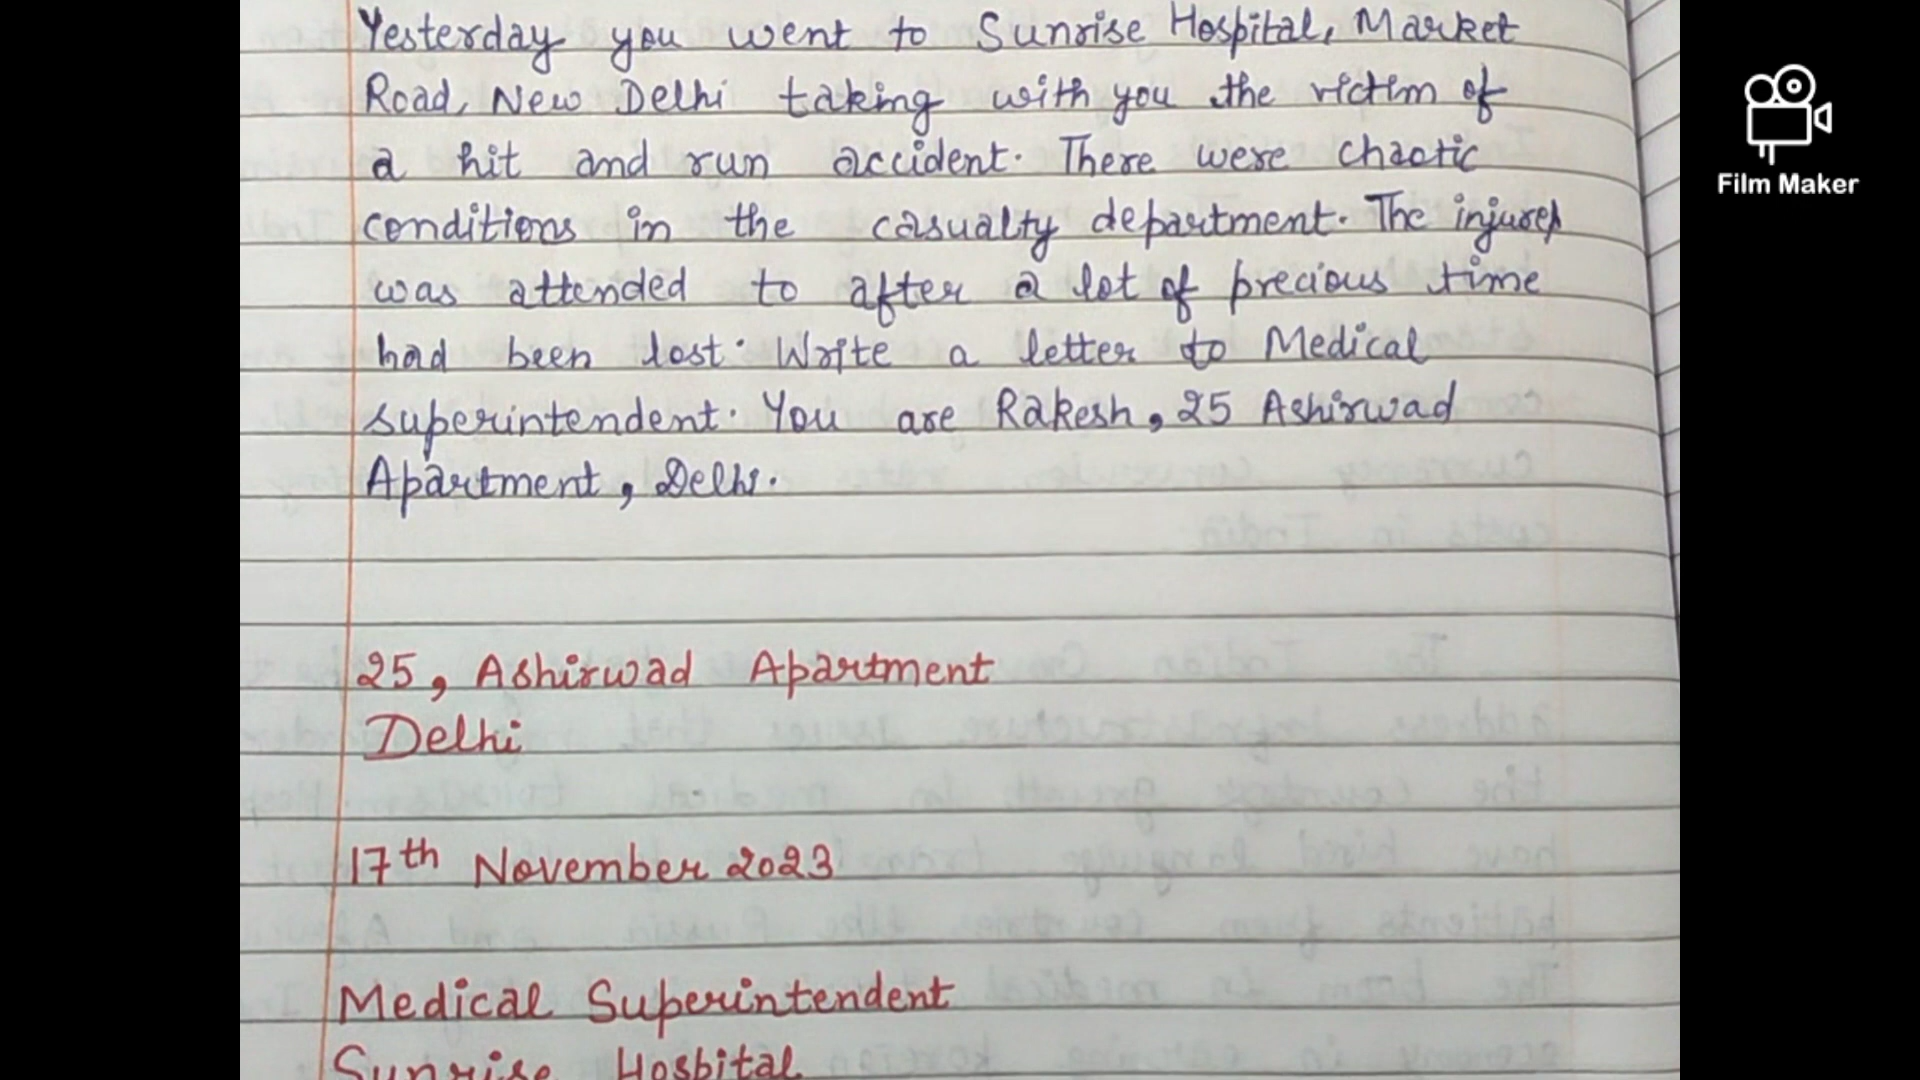 Yesterday you went to Sunrise Hospital, Market
Road, New Delhi taking with you the victim of
a hit and run accident. There were chaotic
conditions in the casualty department. The injured
was attended to after a lot of precious time
had been lost. Write a letter to Medical
superintendent. You are Rakesh, 25 Ashirwad
Apartment, Delhi.
25, Ashirwad Apartment
Delhi
17th November 2023
Medical Superintendent
Sunrise Hospital
Film Maker